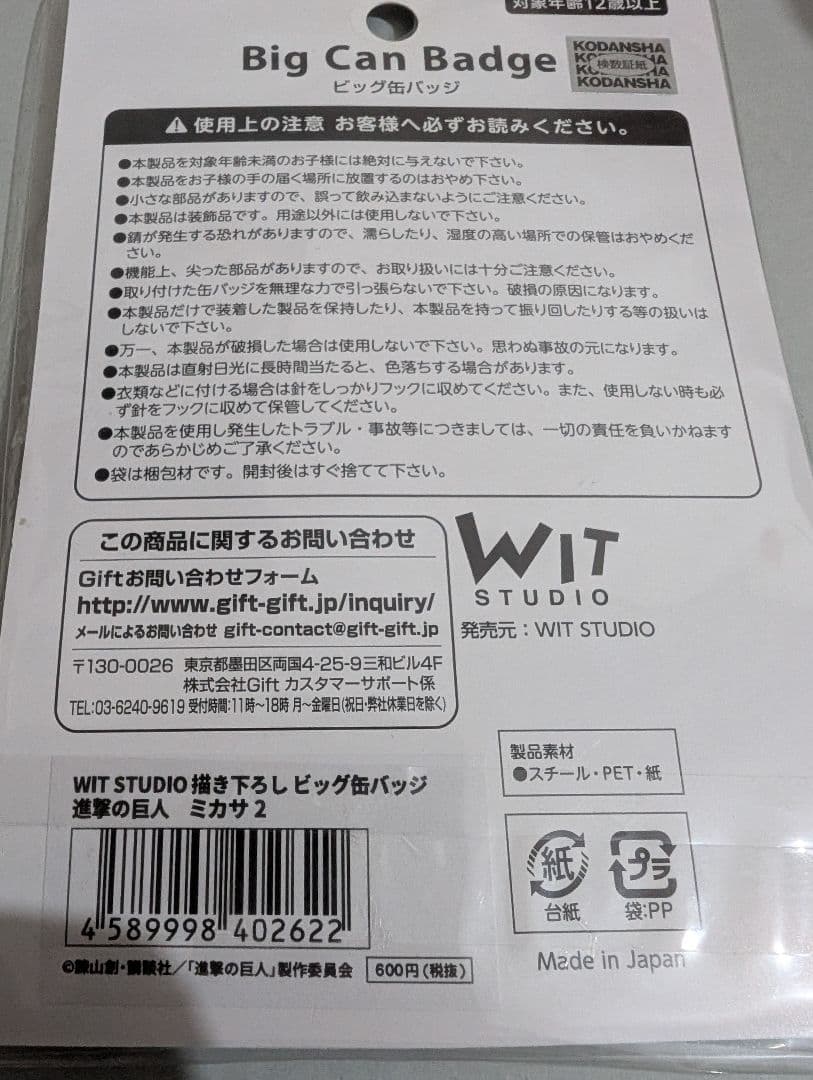 対象年齢12歳以上
Big Can Badge
ビッグ缶バッジ
KODANSHA
検数証紙
KODANSHA
使用上の注意 お客様へ必ずお読みください。
●本製品を対象年齢未満のお子様には絶対に与えないで下さい。
●本製品をお子様の手の届く場所に放置するのはおやめ下さい。
●小さな部品がありますので、誤って飲み込まないようにご注意ください。
●本製品は装飾品です。用途以外には使用しないで下さい。
●錆が発生する恐れがありますので、濡らしたり、湿度の高い場所での保管はおやめくだ
さい。
●機能上、尖った部品がありますので、お取り扱いには十分ご注意ください。
●取り付けた缶バッジを無理な力で引っ張らないで下さい。破損の原因になります。
●本製品だけで装着した製品を保持したり、本製品を持って振り回したりする等の扱いは
しないで下さい。
●万一、本製品が破損した場合は使用しないで下さい。思わぬ事故の元になります。
●本製品は直射日光に長時間当たると、色落ちする場合があります。
●衣類などに付ける場合は針をしっかりフックに収めてください。また、使用しない時も必
ず針をフックに収めて保管してください。
●本製品を使用し発生したトラブル・事故等につきましては、一切の責任を負いかねます
のであらかじめご了承ください。
●袋は梱包材です。開封後はすぐ捨てて下さい。
この商品に関するお問い合わせ
Giftお問い合わせフォーム
http://www.gift-gift.jp/inquiry/
メールによるお問い合わせ gift-contact@gift-gift.jp
〒130-0026 東京都墨田区両国4-25-9三和ビル4F
株式会社Gift カスタマーサポート係
TEL:03-6240-9619 受付時間:11時～18時 月～金曜日(祝日・弊社休業日を除く)
WIT
STUDIO
発売元：WIT STUDIO
製品素材
●スチール・PET・紙
WIT STUDIO 描き下ろし ビッグ缶バッジ
進撃の巨人 ミカサ 2
4 589998 402622
©諫山創・講談社/「進撃の巨人」製作委員会
600円(税抜)
紙
台紙
プラ
袋:PP
Made in Japan